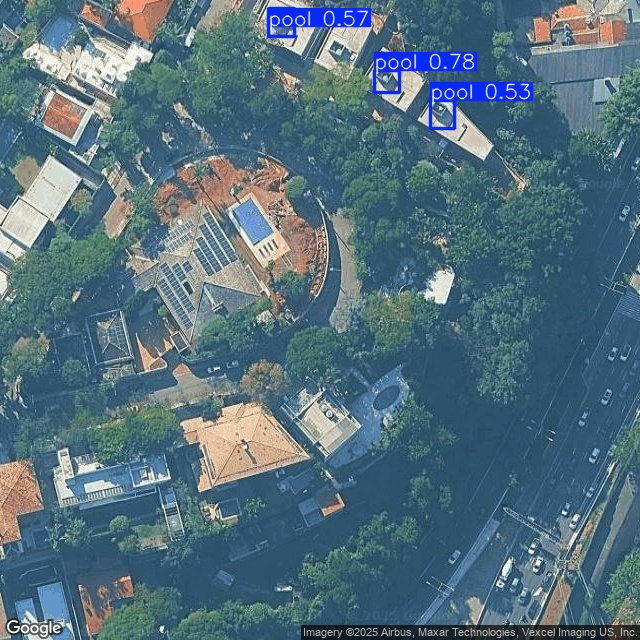 pool 0.57
pool 0.78
pool 0.53
Google
Imagery ©2025 Airbus, Maxar Technologies, Vexcel Imaging US, Inc.